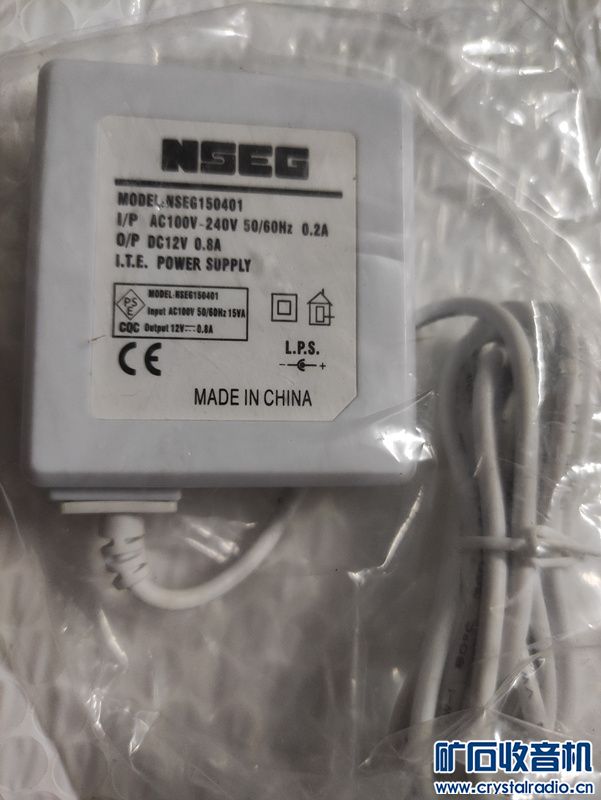 NSEG
MODEL:NSEG150401
I/P AC100V-240V 50/60Hz 0.2A
O/P DC12V 0.8A
I.T.E. POWER SUPPLY
PS
E
MODEL:NSEG150401
Input AC100V 50/60Hz 15VA
CQC Output 12V⎓0.8A
CE
L.P.S.
- +
MADE IN CHINA
矿石收音机
www.crystalradio.cn